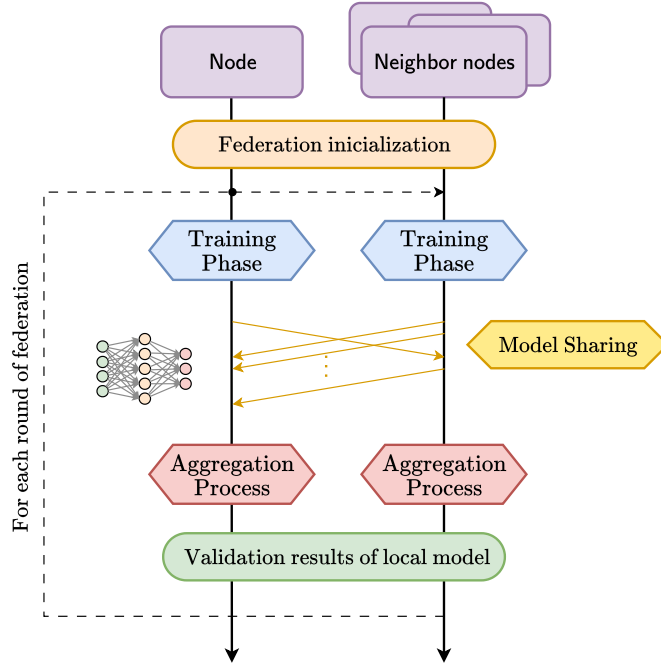 Node
Neighbor nodes
Federation inicialization
Training
Phase
Training
Phase
For each round of federation
Model Sharing
Aggregation
Process
Aggregation
Process
Validation results of local model